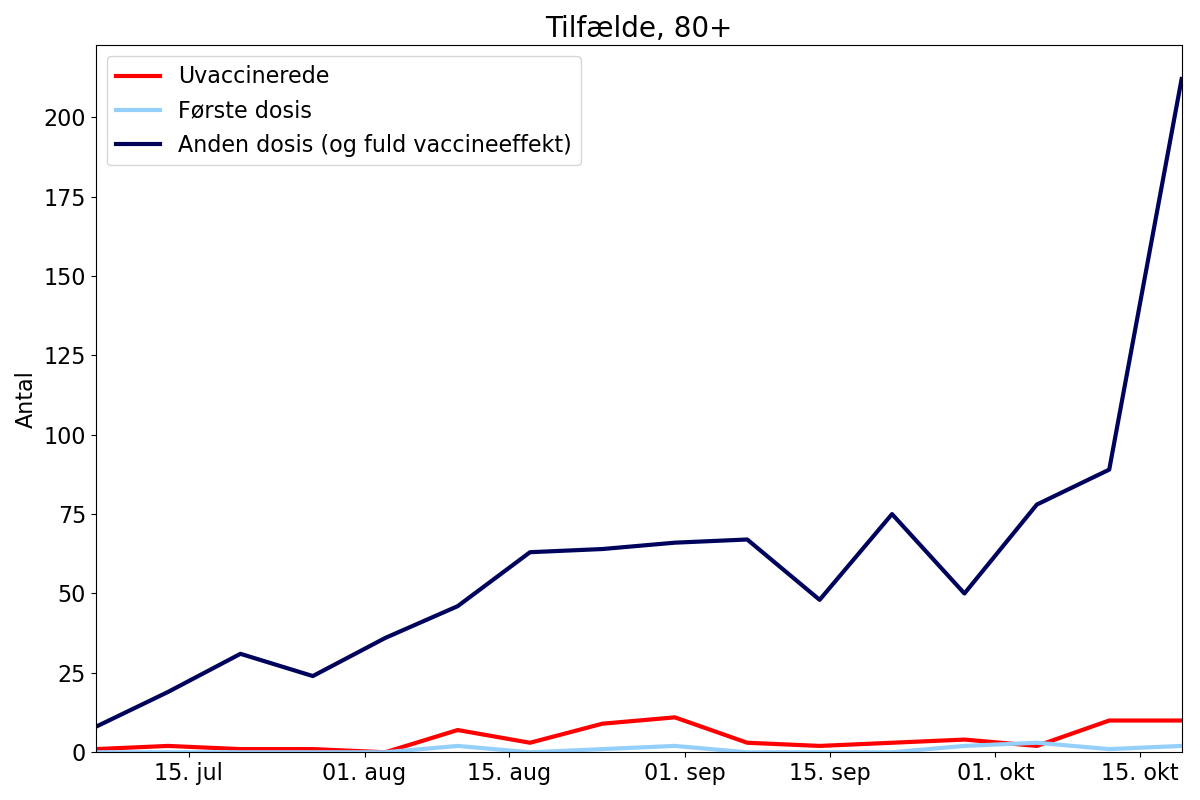 Tilfælde, 80+
Uvaccinerede
Første dosis
Anden dosis (og fuld vaccineeffekt)
Antal
200
175
150
125
100
75
50
25
0
15. jul
01. aug
15. aug
01. sep
15. sep
01. okt
15. okt